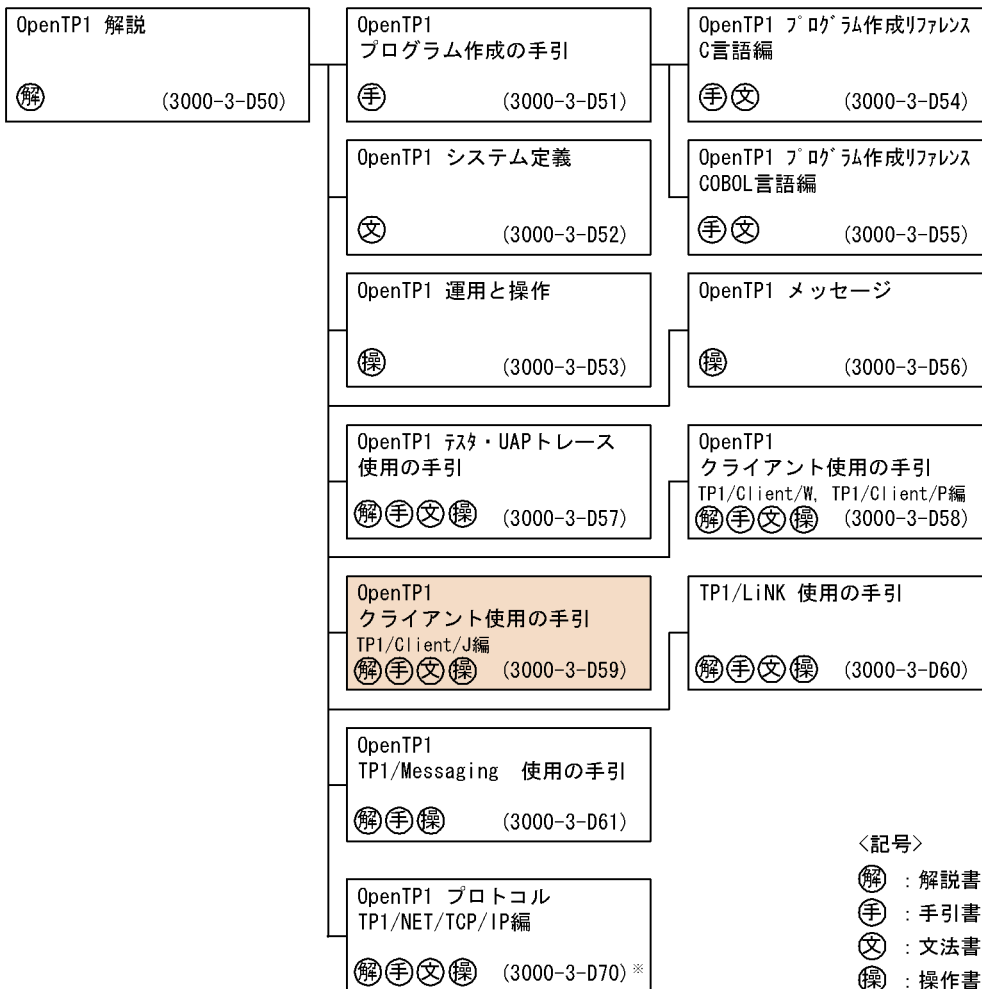 OpenTP1 解説
㊙解 (3000-3-D50)
OpenTP1
プログラム作成の手引
手 (3000-3-D51)
OpenTP1 プログラム作成リファレンス
C言語編
手文 (3000-3-D54)
OpenTP1 システム定義
文 (3000-3-D52)
OpenTP1 プログラム作成リファレンス
COBOL言語編
手文 (3000-3-D55)
OpenTP1 運用と操作
操 (3000-3-D53)
OpenTP1 メッセージ
操 (3000-3-D56)
OpenTP1 テスタ・UAPトレース
使用の手引
解手文操 (3000-3-D57)
OpenTP1
クライアント使用の手引
TP1/Client/W, TP1/Client/P編
解手文操 (3000-3-D58)
OpenTP1
クライアント使用の手引
TP1/Client/J編
解手文操 (3000-3-D59)
TP1/LiNK 使用の手引
解手文操 (3000-3-D60)
OpenTP1
TP1/Messaging 使用の手引
解手操 (3000-3-D61)
OpenTP1 プロトコル
TP1/NET/TCP/IP編
解手文操 (3000-3-D70)※
〈記号〉
解 :解説書
手 :手引書
文 :文法書
操 :操作書